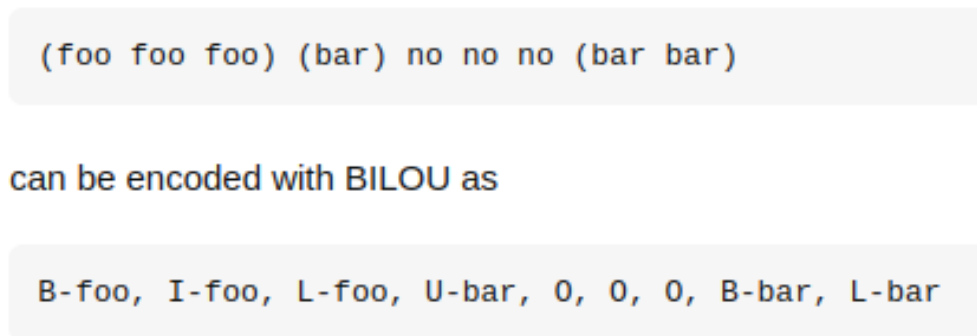 (foo foo foo) (bar) no no no (bar bar)
can be encoded with BILOU as
B-foo, I-foo, L-foo, U-bar, O, O, O, B-bar, L-bar